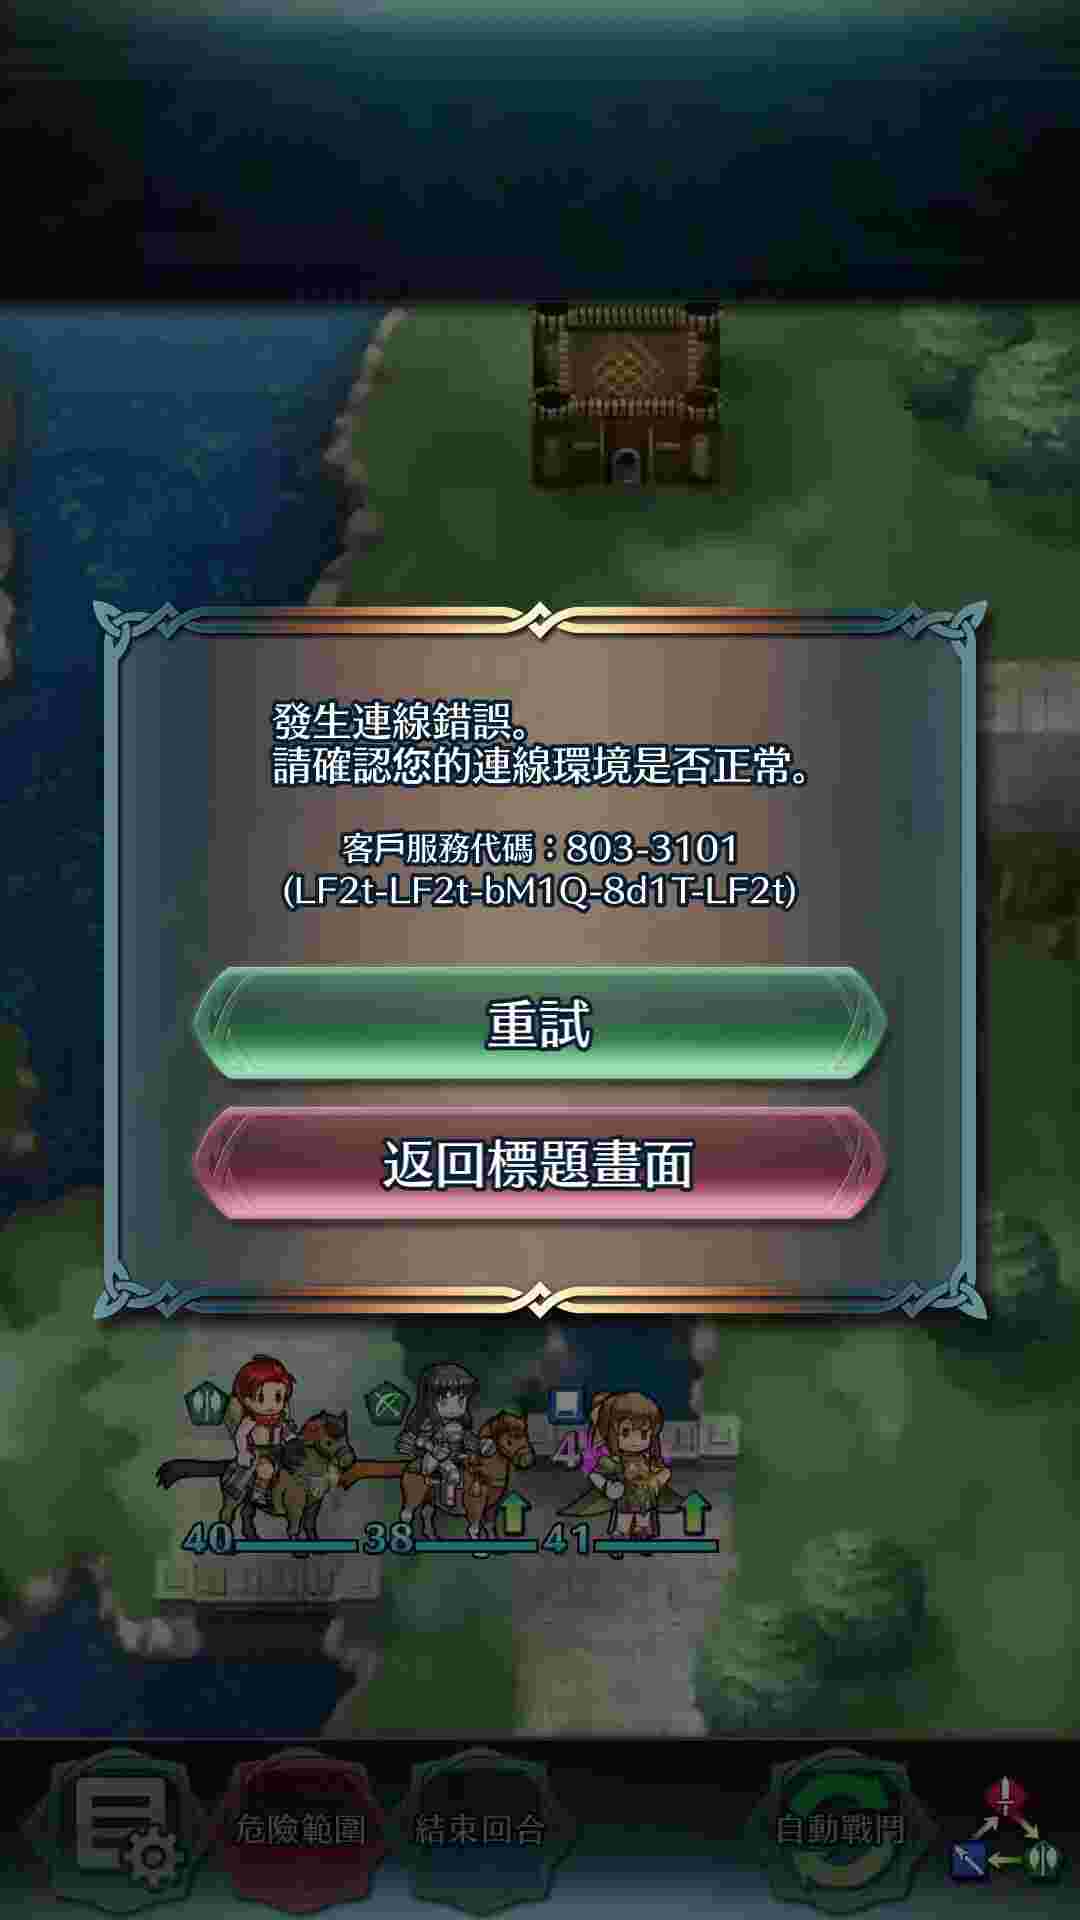 發生連線錯誤。
請確認您的連線環境是否正常。
客戶服務代碼：803-3101
(LF2t-LF2t-bM1Q-8d1T-LF2t)
重試
返回標題畫面
4
40 38 41
危險範圍 結束回合 自動戰鬥